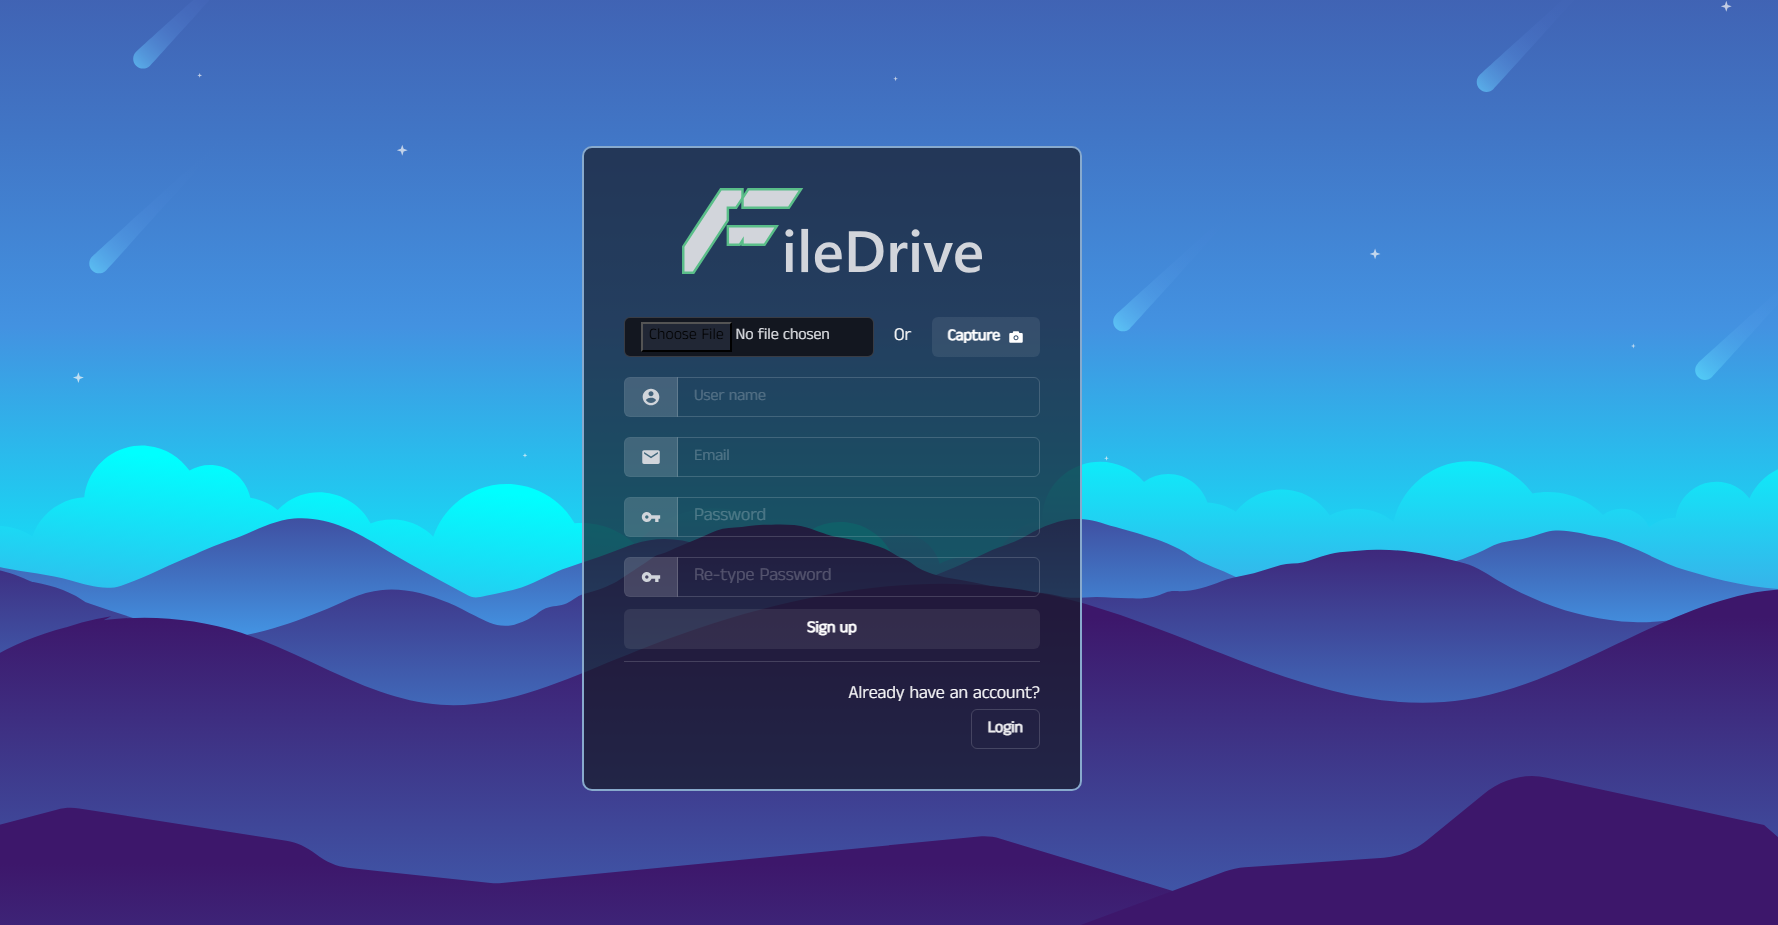 FileDrive
Choose File No file chosen Or Capture
User name
Email
Password
Re-type Password
Sign up
Already have an account?
Login